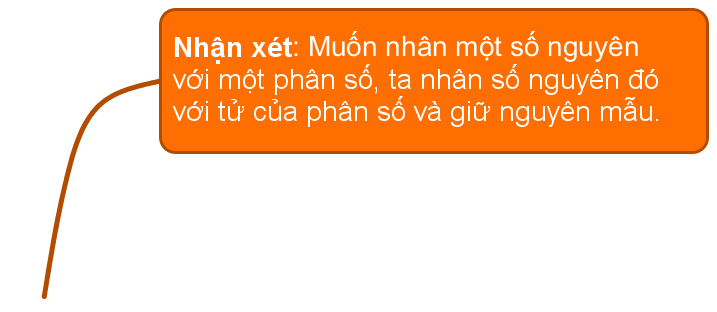 Nhận xét: Muốn nhân một số nguyên
với một phân số, ta nhân số nguyên đó
với tử của phân số và giữ nguyên mẫu.